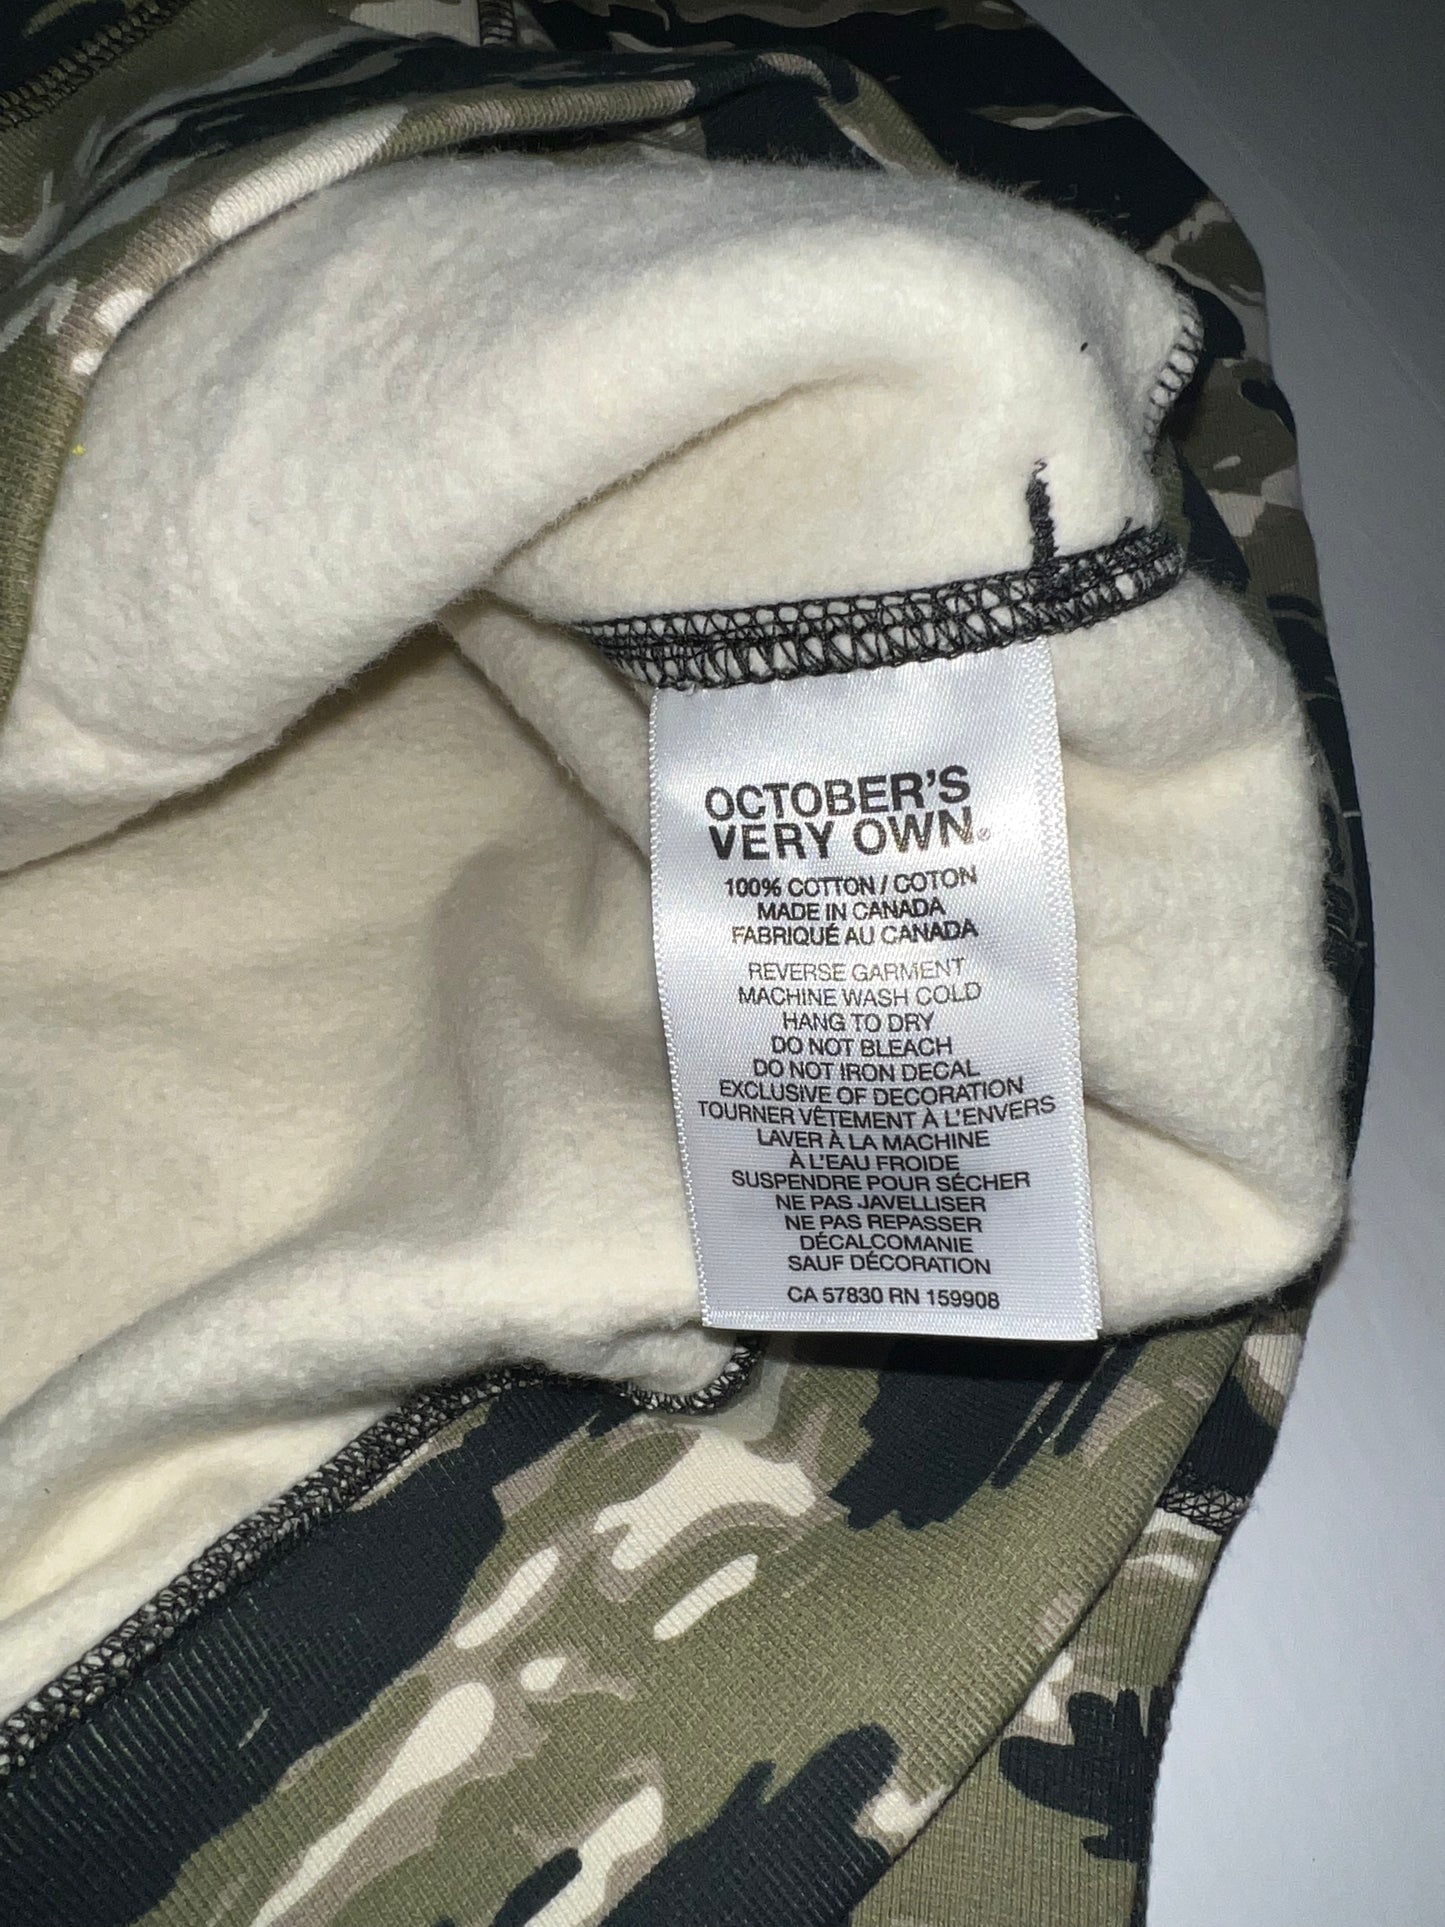 OCTOBER'S
VERY OWN®
100% COTTON / COTON
MADE IN CANADA
FABRIQUÉ AU CANADA
REVERSE GARMENT
MACHINE WASH COLD
HANG TO DRY
DO NOT BLEACH
DO NOT IRON DECAL
EXCLUSIVE OF DECORATION
TOURNER VÊTEMENT À L'ENVERS
LAVER À LA MACHINE
À L'EAU FROIDE
SUSPENDRE POUR SÉCHER
NE PAS JAVELLISER
NE PAS REPASSER
DÉCALCOMANIE
SAUF DÉCORATION
CA 57830 RN 159908